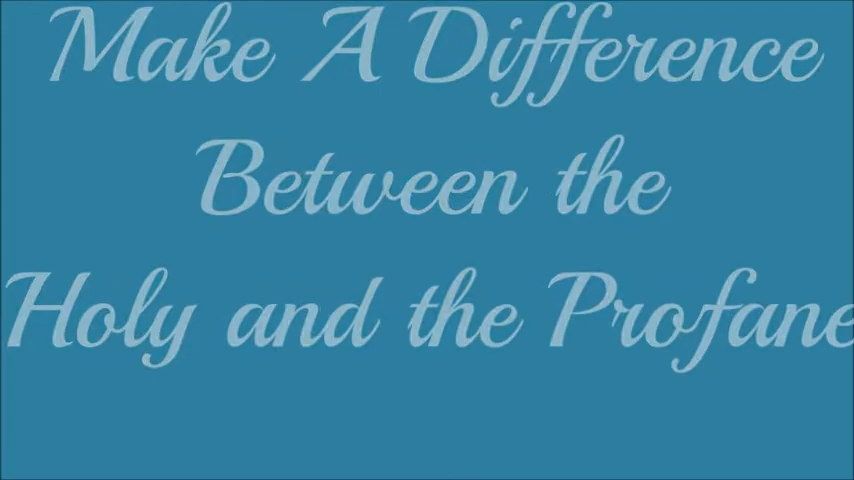 Make A Difference
Between the
Holy and the Profane